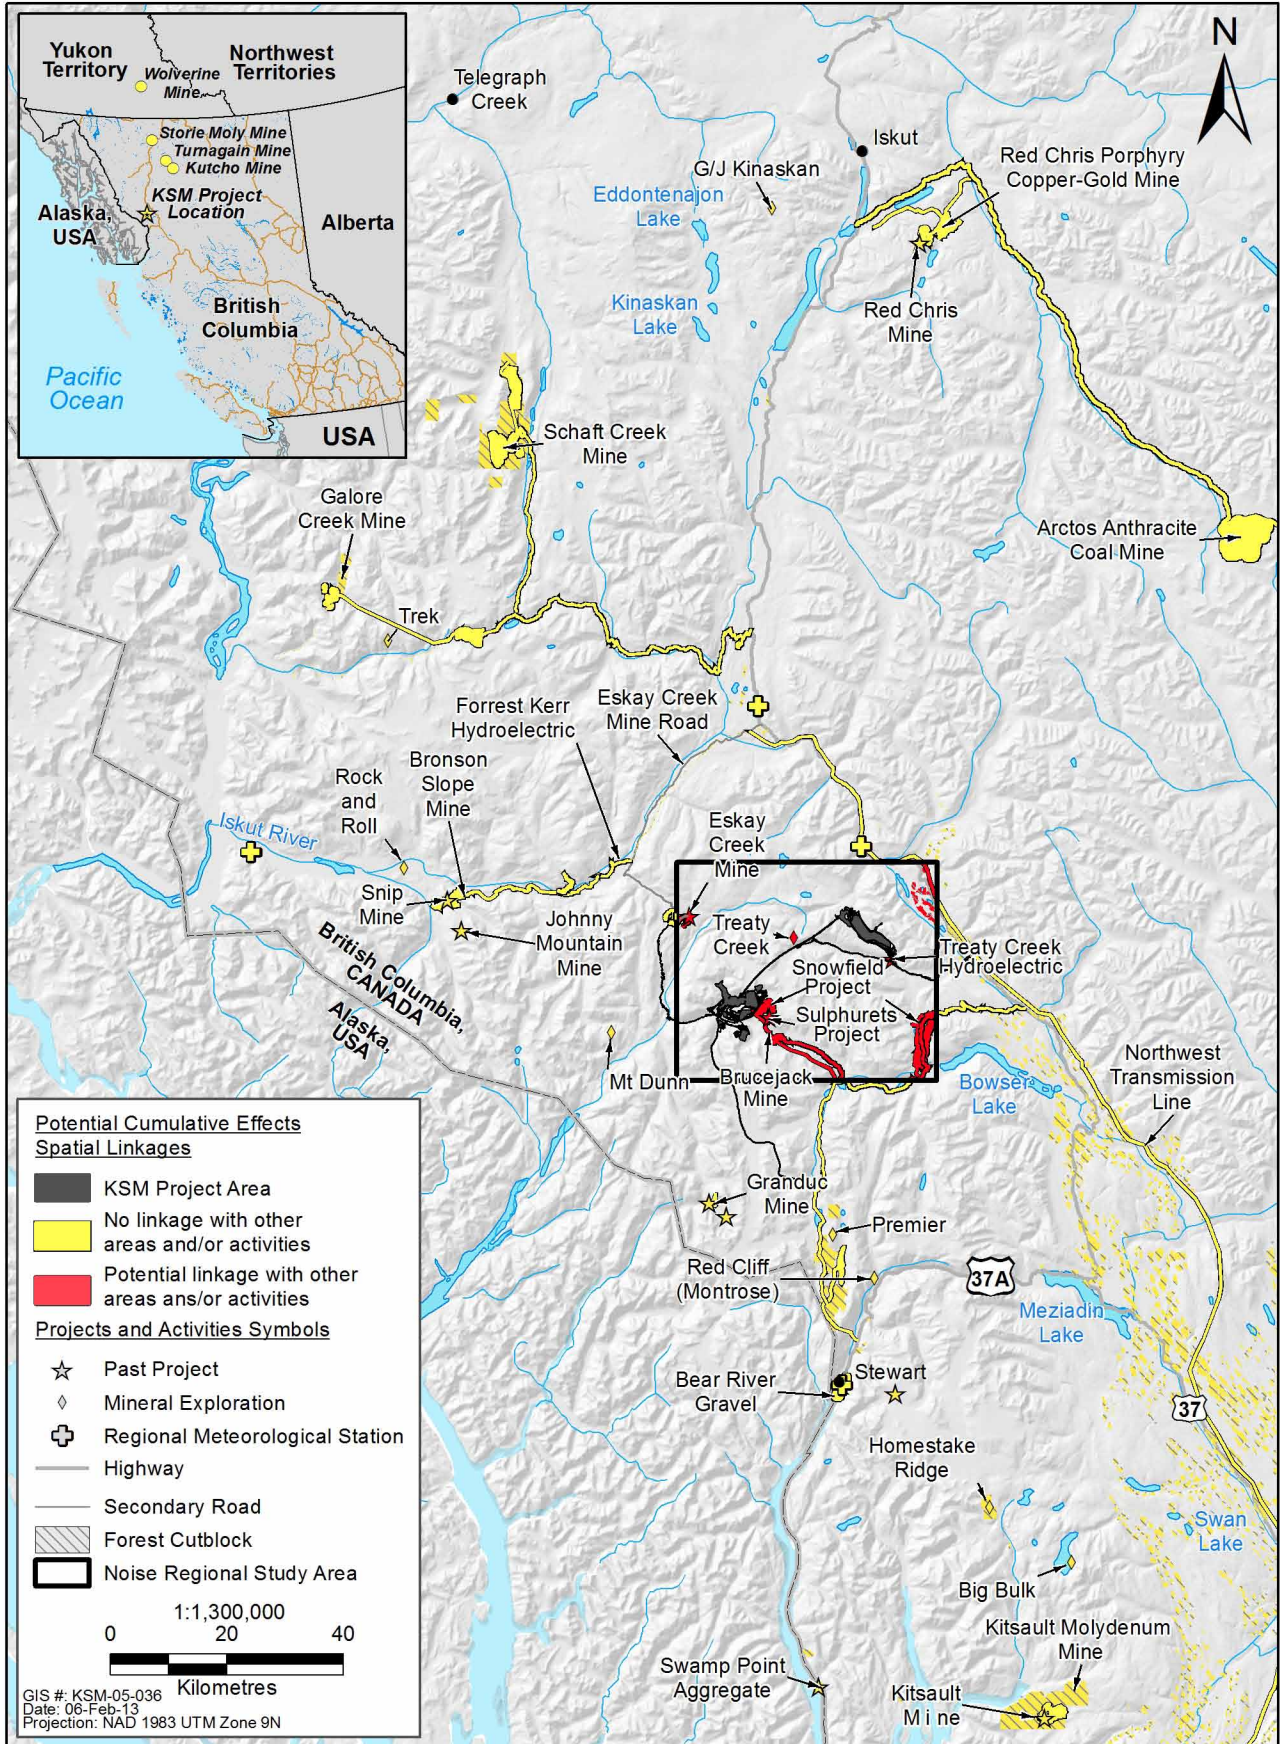 Yukon
Territory
Northwest
Territories
Wolverine
Mine
Storie Moly Mine
Turnagain Mine
Kutcho Mine
KSM Project
Location
Alaska,
USA
Alberta
British
Columbia
Pacific
Ocean
USA
N
Telegraph
Creek
Iskut
G/J Kinaskan
Red Chris Porphyry
Copper-Gold Mine
Eddontenajon
Lake
Kinaskan
Lake
Red Chris
Mine
Schaft Creek
Mine
Galore
Creek Mine
Arctos Anthracite
Coal Mine
Trek
Forrest Kerr
Hydroelectric
Eskay Creek
Mine Road
Bronson
Slope
Mine
Rock
and
Roll
Iskut River
Eskay
Creek
Mine
Snip
Mine
Johnny
Mountain
Mine
Treaty
Creek
Treaty Creek
Hydroelectric
Snowfield
Project
Sulphurets
Project
British Columbia,
CANADA
Alaska,
USA
Mt Dunn
Brucejack
Mine
Bowser
Lake
Northwest
Transmission
Line
Granduc
Mine
Premier
Red Cliff
(Montrose)
37A
Meziadin
Lake
Bear River
Gravel
Stewart
37
Homestake
Ridge
Swan
Lake
Big Bulk
Kitsault Molydenum
Mine
Swamp Point
Aggregate
Kitsault
Mine
Potential Cumulative Effects
Spatial Linkages
KSM Project Area
No linkage with other
areas and/or activities
Potential linkage with other
areas ans/or activities
Projects and Activities Symbols
Past Project
Mineral Exploration
Regional Meteorological Station
Highway
Secondary Road
Forest Cutblock
Noise Regional Study Area
1:1,300,000
0 20 40
Kilometres
GIS #: KSM-05-036
Date: 06-Feb-13
Projection: NAD 1983 UTM Zone 9N